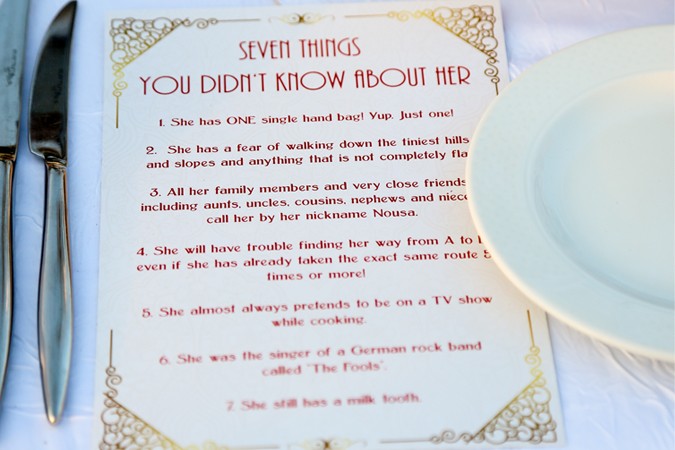 SEVEN THINGS
YOU DIDN'T KNOW ABOUT HER
1. She has ONE single hand bag! Yup. Just one!
2. She has a fear of walking down the tiniest hills
and slopes and anything that is not completely
3. All her family members and very close friends
including aunts, uncles, cousins, nephews and
call her by her nickname Nousa.
4. She will have trouble finding her way from A to
even if she has already taken the exact same route
times or more!
5. She almost always pretends to be on a TV show
while cooking.
6. She was the singer of a German rock band
called "The Fools".
7. She still has a milk tooth.